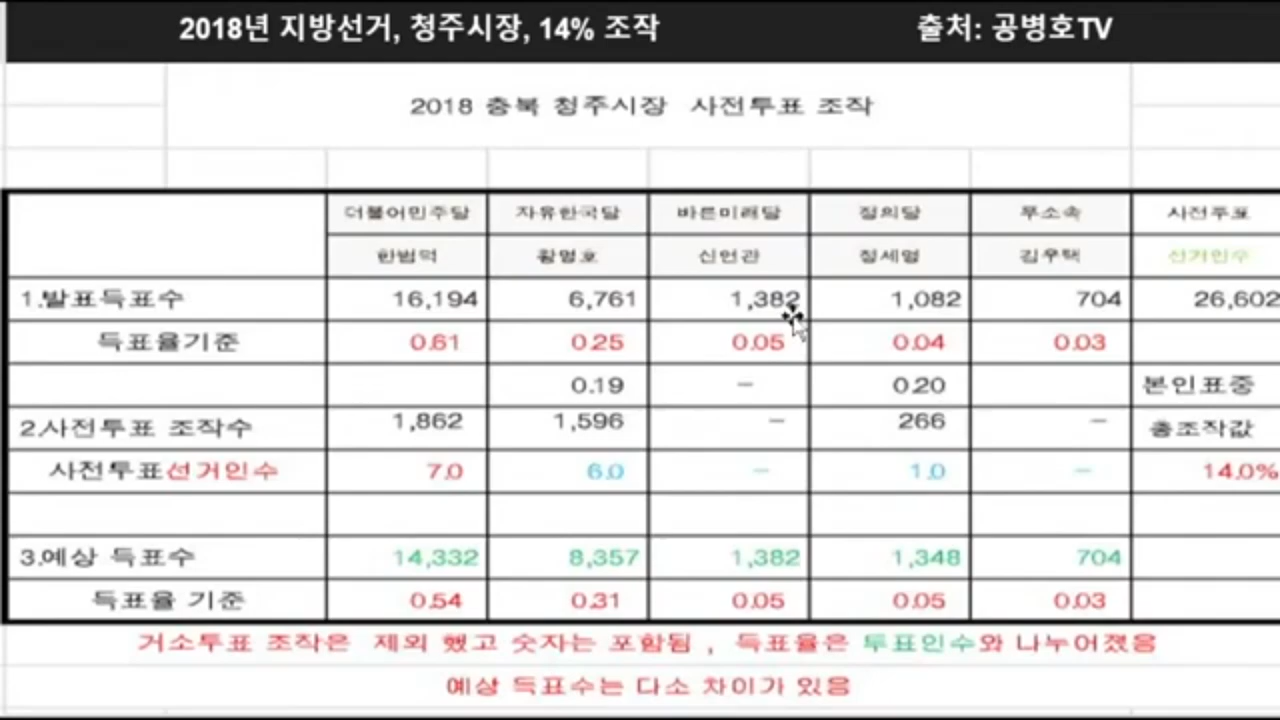 2018년 지방선거, 청주시장, 14% 조작 출처: 공병호TV
2018 충북 청주시장 사전투표 조작
더불어민주당 자유한국당 바른미래당 정의당 무소속 사전투표
한범덕 황영호 신언관 정세영 김우택 선거인수
1.발표득표수 16,194 6,761 1,382 1,082 704 26,602
득표율기준 0.61 0.25 0.05 0.04 0.03
0.19 - 0.20 본인표중
2.사전투표 조작수 1,862 1,596 - 266 - 총조작값
사전투표선거인수 7.0 6.0 - 1.0 - 14.0%
3.예상 득표수 14,332 8,357 1,382 1,348 704
득표율 기준 0.54 0.31 0.05 0.05 0.03
거소투표 조작은 제외 했고 숫자는 포함됨 , 득표율은 투표인수와 나누어졌음
예상 득표수는 다소 차이가 있음